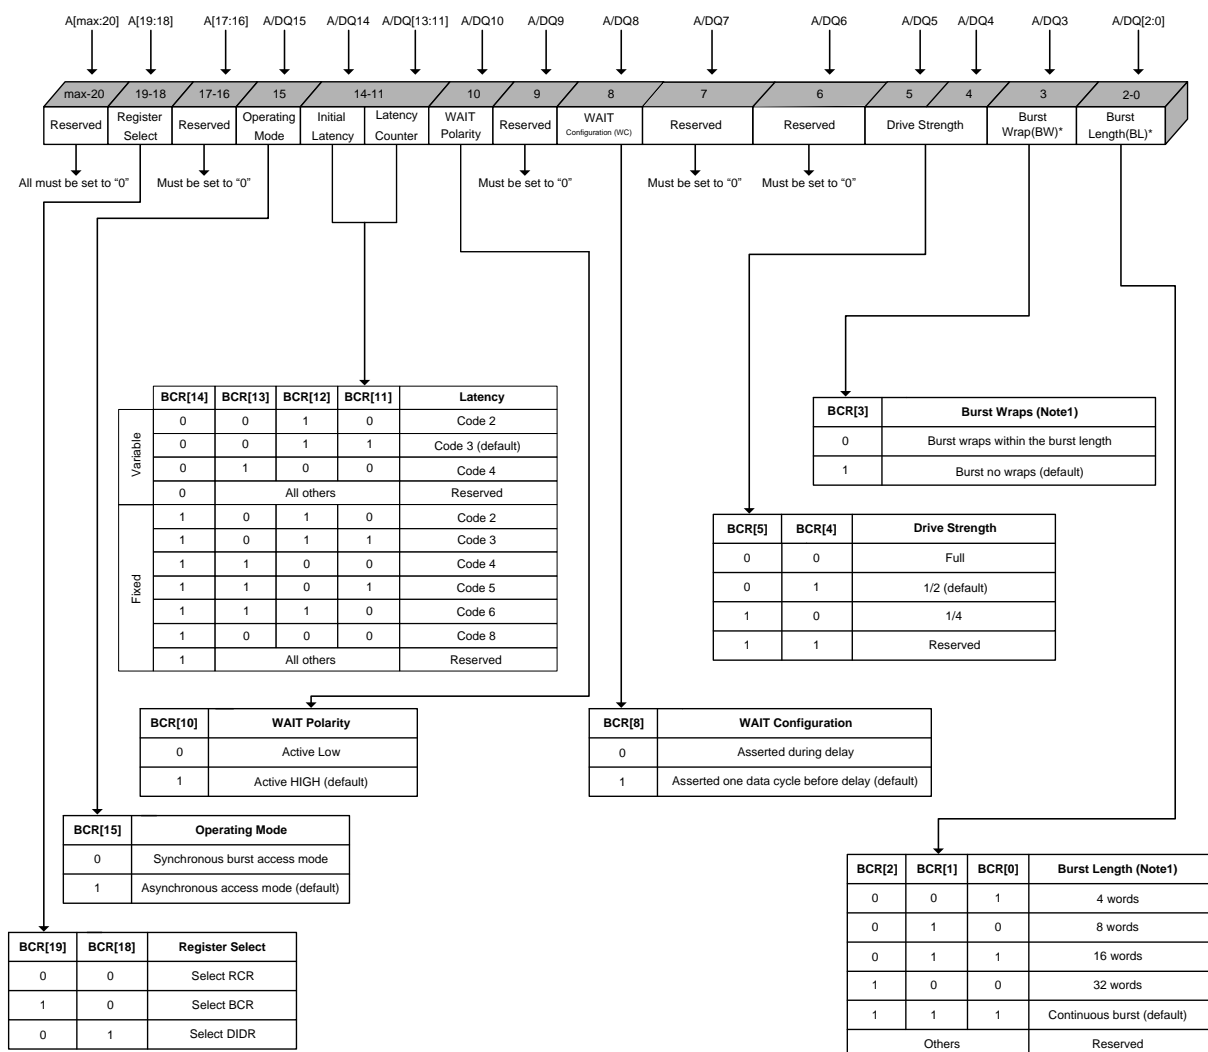 A[max:20] A[19:18] A[17:16] A/DQ15 A/DQ14 A/DQ[13:11] A/DQ10 A/DQ9 A/DQ8 A/DQ7 A/DQ6 A/DQ5 A/DQ4 A/DQ3 A/DQ[2:0]
max-20 19-18 17-16 15 14-11 10 9 8 7 6 5 4 3 2-0
Reserved
Register
Select
Reserved
Operating
Mode
Initial
Latency
Latency
Counter
WAIT
Polarity
Reserved
WAIT
Configuration (WC)
Reserved
Reserved
Drive Strength
Burst
Wrap(BW)*
Burst
Length(BL)*
All must be set to “0”
Must be set to “0”
Must be set to “0”
Must be set to “0”
Must be set to “0”
BCR[14] BCR[13] BCR[12] BCR[11] Latency
Variable
0 0 1 0 Code 2
0 0 1 1 Code 3 (default)
0 1 0 0 Code 4
0 All others Reserved
Fixed
1 0 1 0 Code 2
1 0 1 1 Code 3
1 1 0 0 Code 4
1 1 0 1 Code 5
1 1 1 0 Code 6
1 0 0 0 Code 8
1 All others Reserved
BCR[3] Burst Wraps (Note1)
0 Burst wraps within the burst length
1 Burst no wraps (default)
BCR[5] BCR[4] Drive Strength
0 0 Full
0 1 1/2 (default)
1 0 1/4
1 1 Reserved
BCR[10] WAIT Polarity
0 Active Low
1 Active HIGH (default)
BCR[8] WAIT Configuration
0 Asserted during delay
1 Asserted one data cycle before delay (default)
BCR[15] Operating Mode
0 Synchronous burst access mode
1 Asynchronous access mode (default)
BCR[2] BCR[1] BCR[0] Burst Length (Note1)
0 0 1 4 words
0 1 0 8 words
0 1 1 16 words
1 0 0 32 words
1 1 1 Continuous burst (default)
Others Reserved
BCR[19] BCR[18] Register Select
0 0 Select RCR
1 0 Select BCR
0 1 Select DIDR